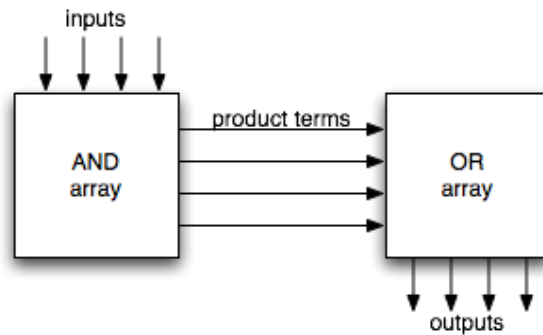 inputs
product terms
AND
array
OR
array
outputs